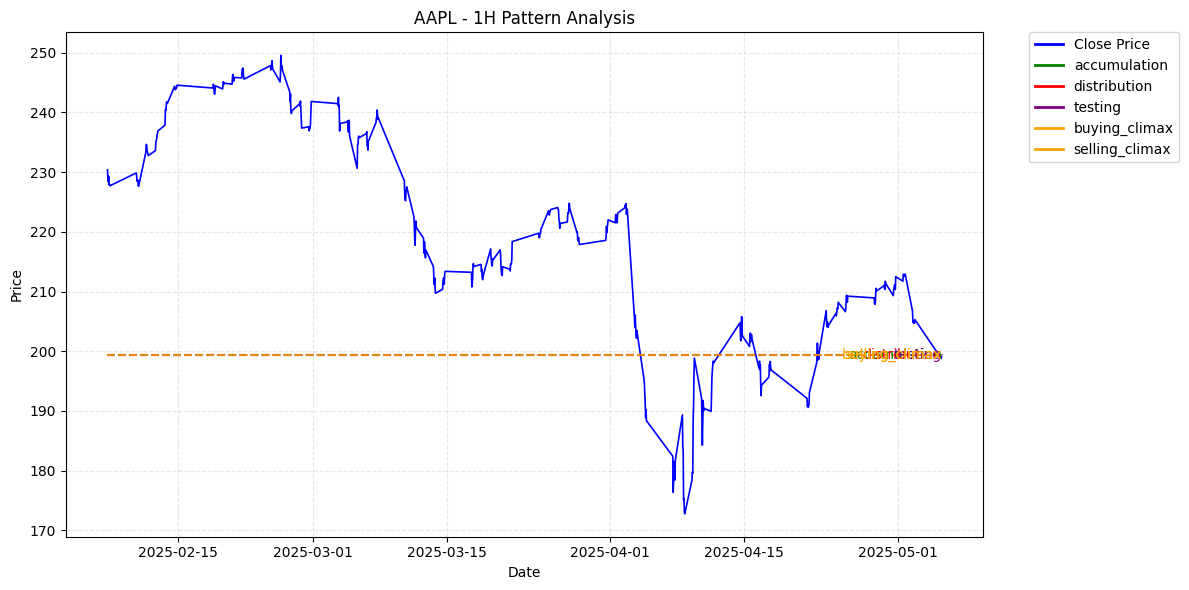 AAPL - 1H Pattern Analysis
Close Price
accumulation
distribution
testing
buying_climax
selling_climax
Price
250
240
230
220
210
200
190
180
170
2025-02-15
2025-03-01
2025-03-15
2025-04-01
2025-04-15
2025-05-01
Date